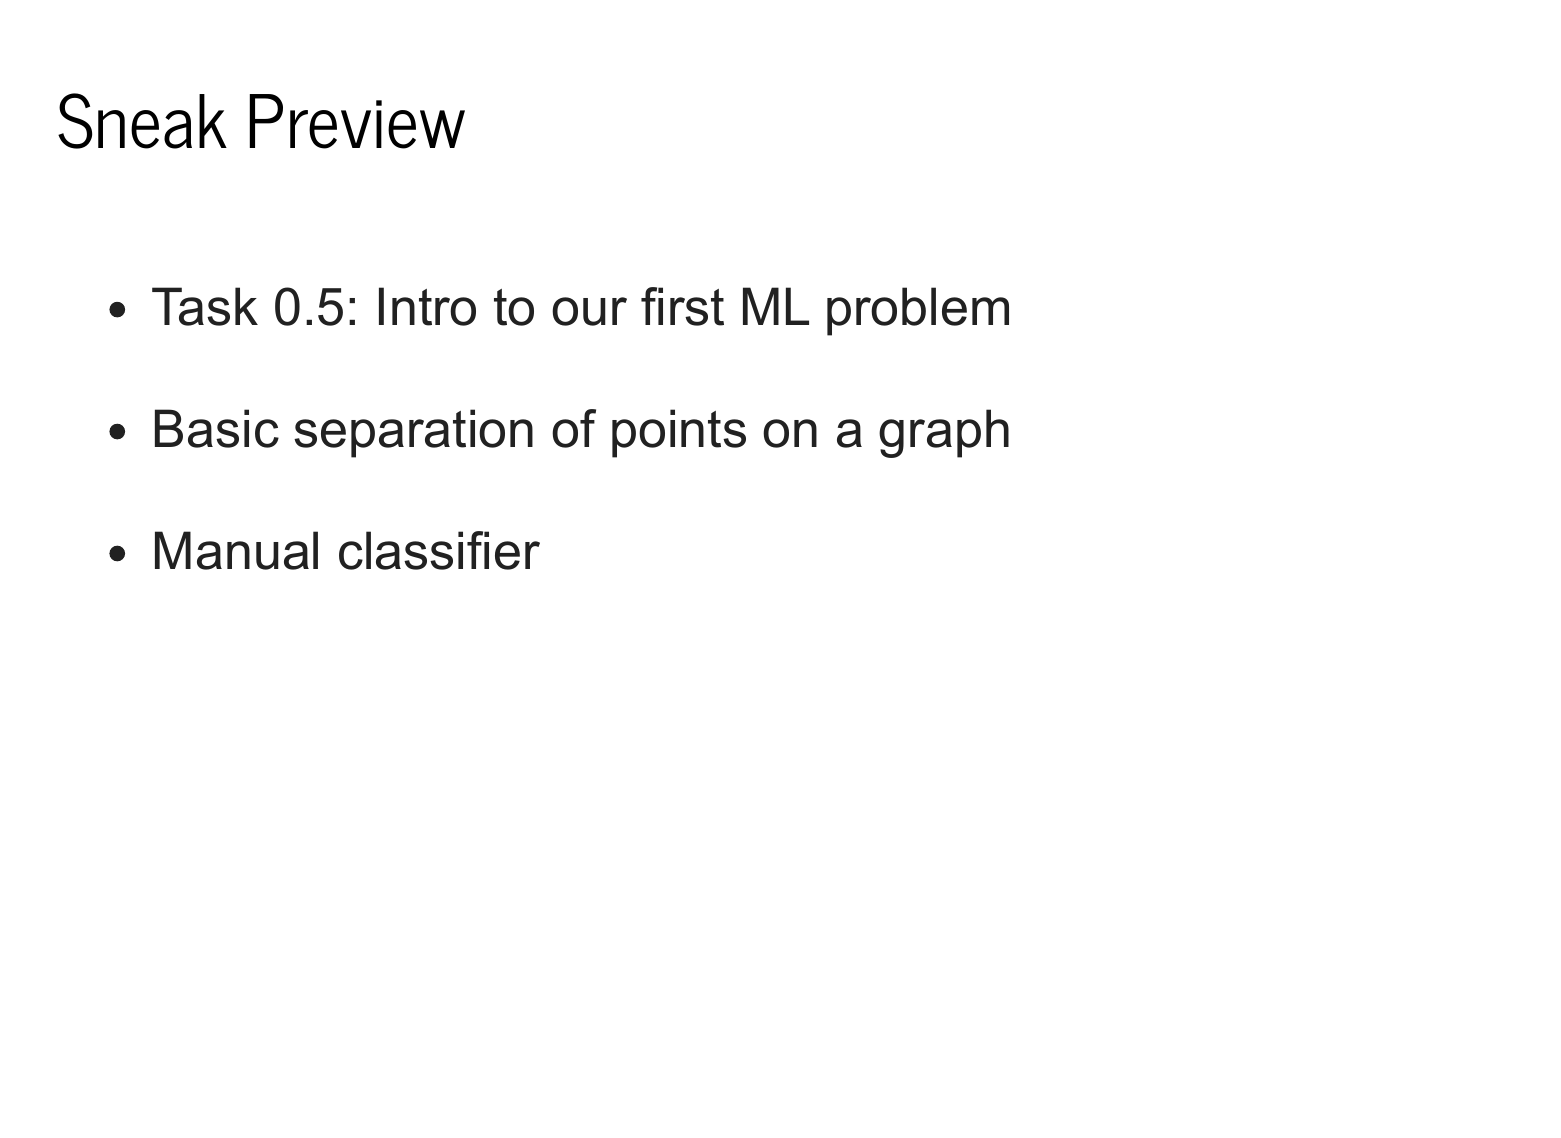 Sneak Preview
• Task 0.5: Intro to our first ML problem
• Basic separation of points on a graph
• Manual classifier